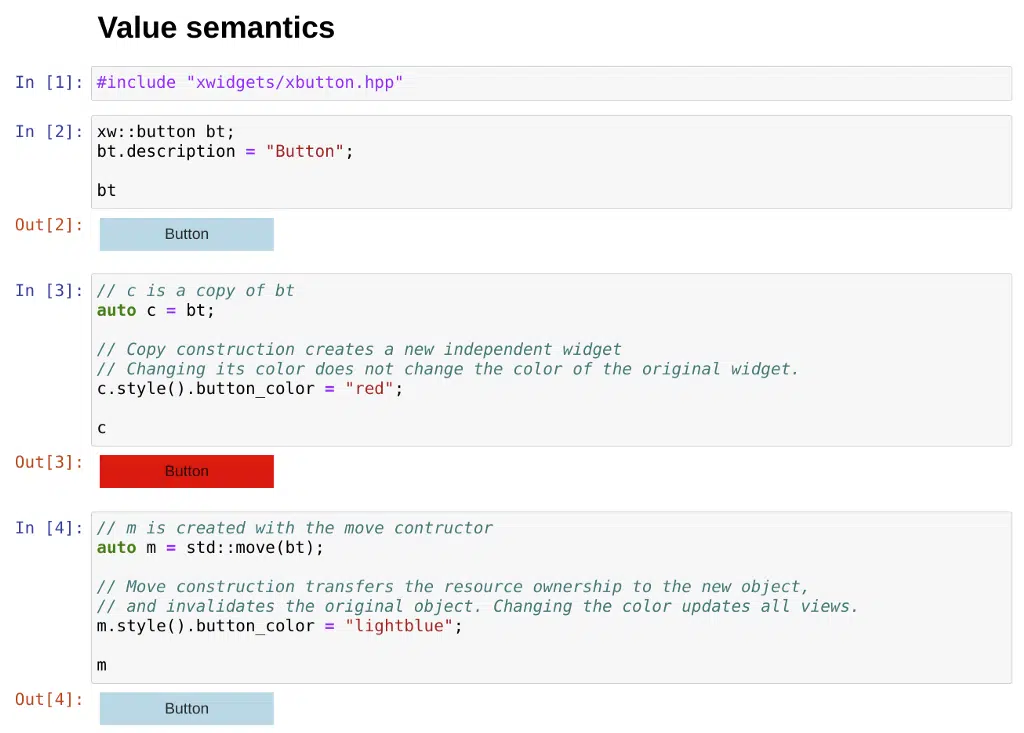 Value semantics
In [1]: #include "xwidgets/xbutton.hpp"
In [2]: xw::button bt;
bt.description = "Button";
bt
Out[2]: Button
In [3]: // c is a copy of bt
auto c = bt;
// Copy construction creates a new independent widget
// Changing its color does not change the color of the original widget.
c.style().button_color = "red";
c
Out[3]: Button
In [4]: // m is created with the move contructor
auto m = std::move(bt);
// Move construction transfers the resource ownership to the new object,
// and invalidates the original object. Changing the color updates all views.
m.style().button_color = "lightblue";
m
Out[4]: Button